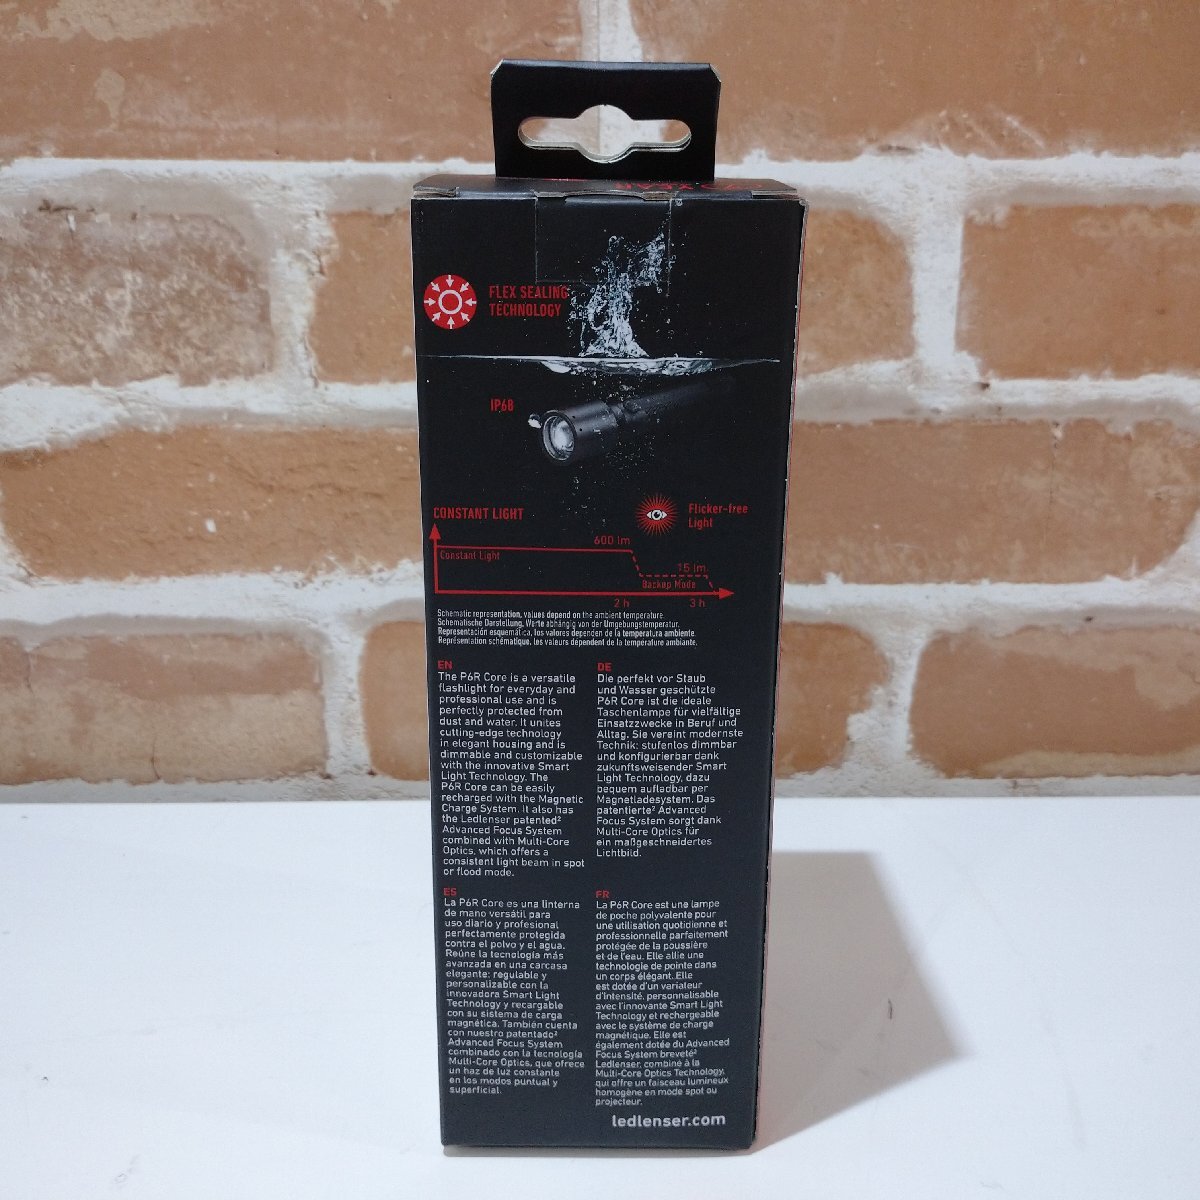 FLEX SEALING
TECHNOLOGY
IP68
CONSTANT LIGHT
Flicker-free
Light
600 lm
Constant Light
15 lm
Backup Mode
2 h
3 h
Schematic representation, values depend on the ambient temperature.
Schematische Darstellung, Werte abhängig von der Umgebungstemperatur.
Representación esquemática, los valores dependen de la temperatura ambiente.
Représentation schématique, les valeurs dépendent de la température ambiante.
EN
The P6R Core is a versatile
flashlight for everyday and
professional use and is
perfectly protected from
dust and water. It unites
cutting-edge technology
in elegant housing and is
dimmable and customizable
with the innovative Smart
Light Technology. The
P6R Core can be easily
recharged with the Magnetic
Charge System. It also has
the Ledlenser patented²
Advanced Focus System
combined with Multi-Core
Optics, which offers a
consistent light beam in spot
or flood mode.
DE
Die perfekt vor Staub
und Wasser geschützte
P6R Core ist die ideale
Taschenlampe für vielfältige
Einsatzzwecke in Beruf und
Alltag. Sie vereint modernste
Technik: stufenlos dimmbar
und konfigurierbar dank
zukunftsweisender Smart
Light Technology, dazu
bequem aufladbar per
Magnetladesystem. Das
patentierte² Advanced
Focus System sorgt dank
Multi-Core Optics für
ein maßgeschneidertes
Lichtbild.
ES
La P6R Core es una linterna
de mano versátil para
uso diario y profesional
perfectamente protegida
contra el polvo y el agua.
Reúne la tecnología más
avanzada en una carcasa
elegante: regulable y
personalizable con la
innovadora Smart Light
Technology y recargable
con su sistema de carga
magnética. También cuenta
con nuestro patentado²
Advanced Focus System
combinado con la tecnología
Multi-Core Optics, que ofrece
un haz de luz constante
en los modos puntual y
superficial.
FR
La P6R Core est une lampe
de poche polyvalente pour
une utilisation quotidienne et
professionnelle parfaitement
protégée de la poussière
et de l'eau. Elle allie une
technologie de pointe dans
un corps élégant. Elle
est dotée d'un variateur
d'intensité, personnalisable
avec l'innovante Smart Light
Technology et rechargeable
avec le système de charge
magnétique. Elle est
également dotée du Advanced
Focus System breveté²
Ledlenser, combiné à la
Multi-Core Optics Technology,
qui offre un faisceau lumineux
homogène en mode spot ou
projecteur.
ledlenser.com